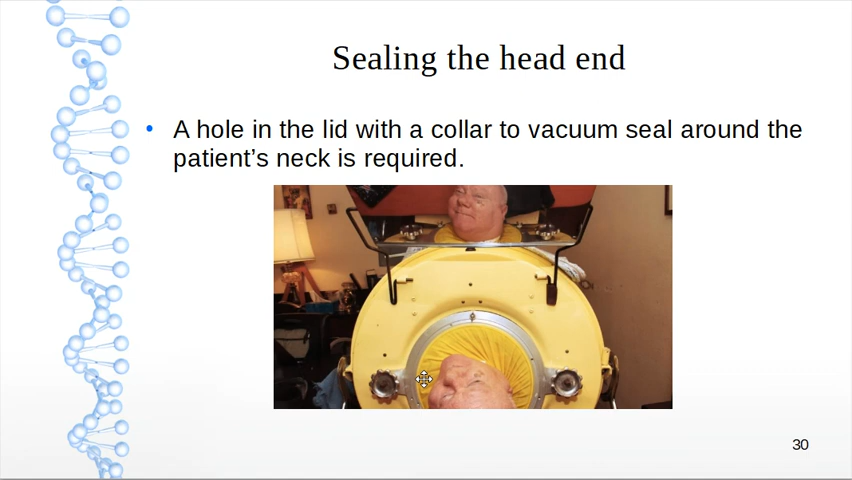 Sealing the head end
• A hole in the lid with a collar to vacuum seal around the
patient’s neck is required.
30